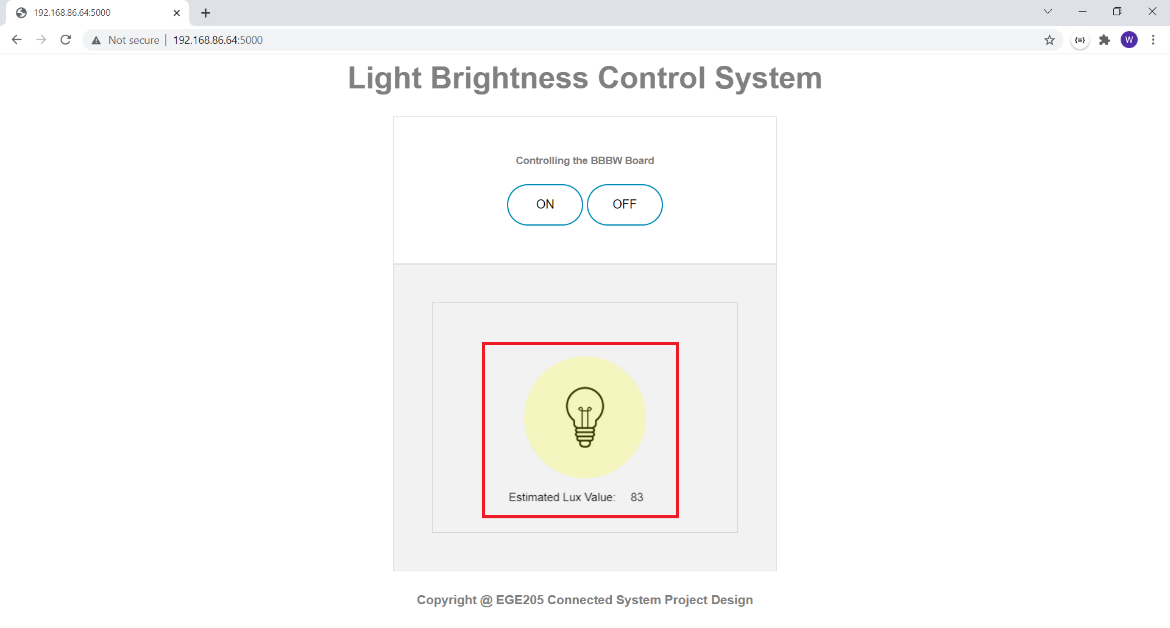 192.168.86.64:5000
Not secure | 192.168.86.64:5000
W
Light Brightness Control System
Controlling the BBBW Board
ON OFF
Estimated Lux Value: 83
Copyright @ EGE205 Connected System Project Design